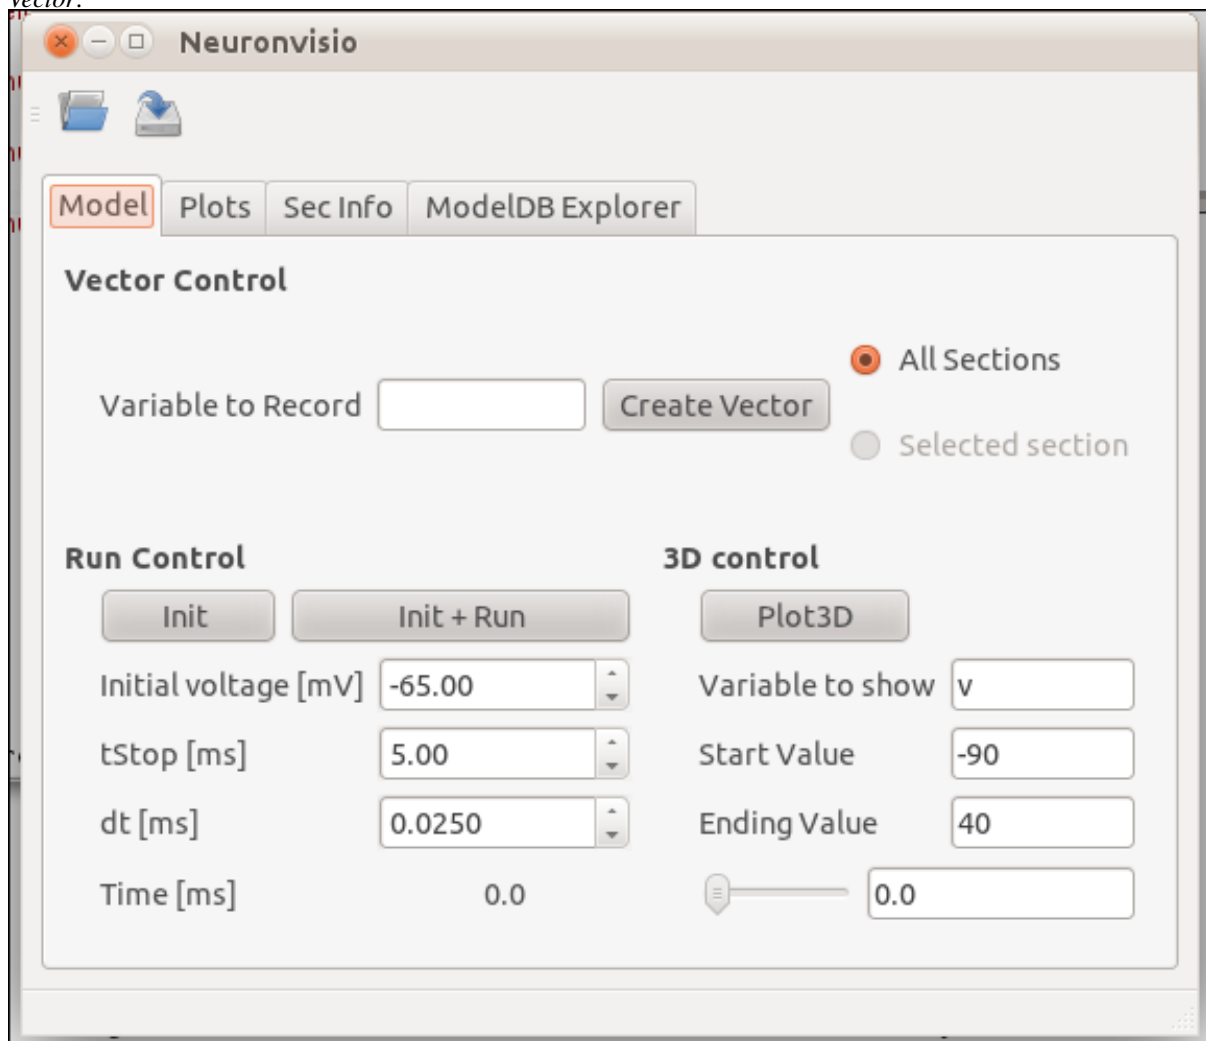 Vector.
Neuronvisio
Model Plots Sec Info ModelDB Explorer
Vector Control
All Sections
Variable to Record Create Vector
Selected section
Run Control 3D control
Init Init + Run Plot3D
Initial voltage [mV] -65.00 Variable to show v
tStop [ms] 5.00 Start Value -90
dt [ms] 0.0250 Ending Value 40
Time [ms] 0.0 0.0